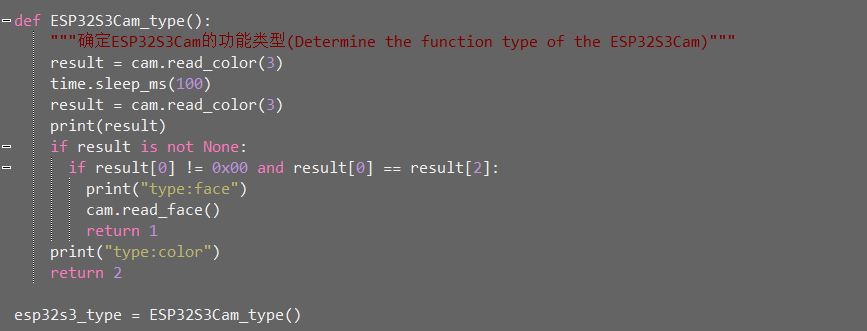 def ESP32S3Cam_type():
    """确定ESP32S3Cam的功能类型(Determine the function type of the ESP32S3Cam)"""
    result = cam.read_color(3)
    time.sleep_ms(100)
    result = cam.read_color(3)
    print(result)
    if result is not None:
      if result[0] != 0x00 and result[0] == result[2]:
        print("type:face")
        cam.read_face()
        return 1
    print("type:color")
    return 2

esp32s3_type = ESP32S3Cam_type()